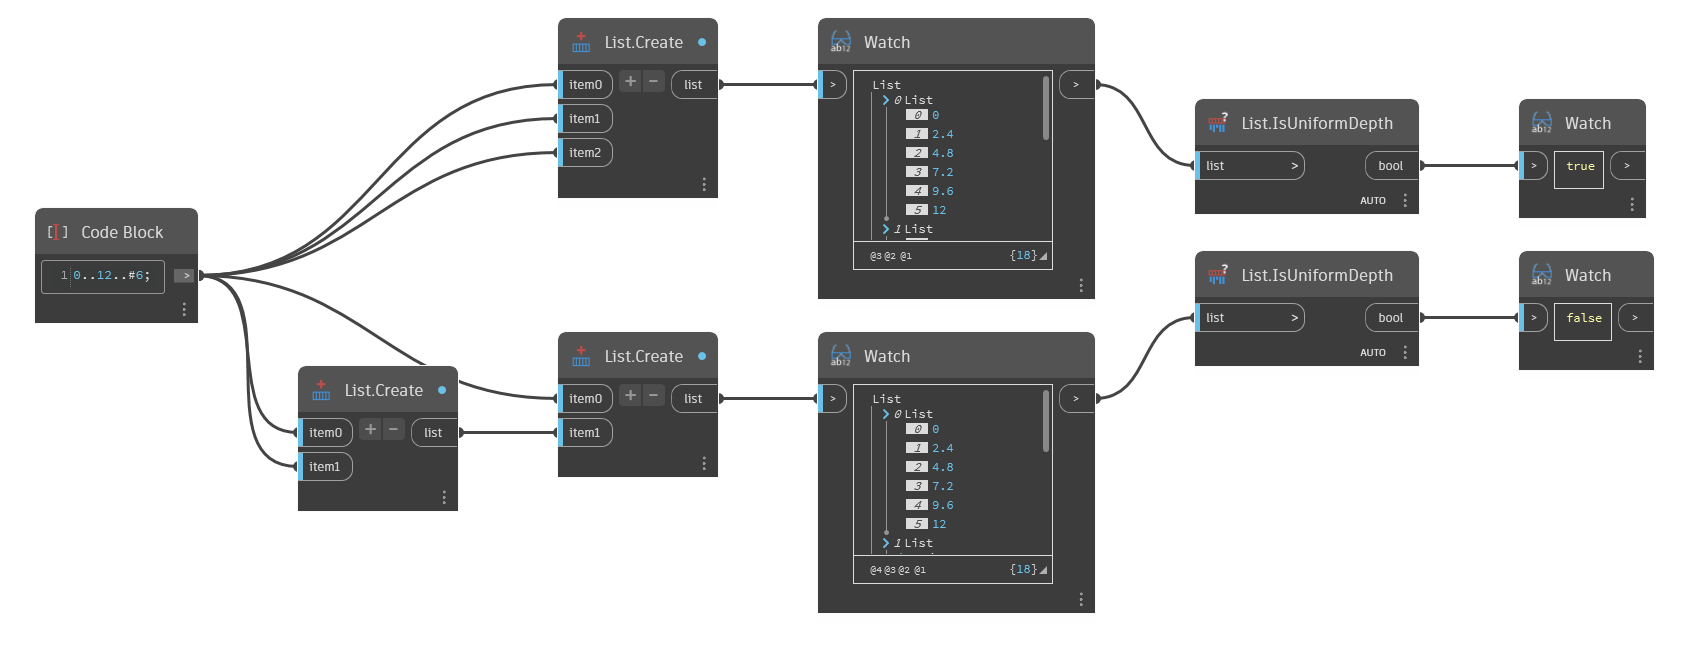 Code Block
1 0..12..#6; >
List.Create
item0 + − list
item1
item2
Watch
> List >
0 List
0 0
1 2.4
2 4.8
3 7.2
4 9.6
5 12
1 List
@3 @2 @1 {18}
List.IsUniformDepth
list > bool
AUTO
Watch
> true >
List.Create
item0 + − list
item1
List.Create
item0 + − list
item1
Watch
> List >
0 List
0 0
1 2.4
2 4.8
3 7.2
4 9.6
5 12
1 List
@4 @3 @2 @1 {18}
List.IsUniformDepth
list > bool
AUTO
Watch
> false >